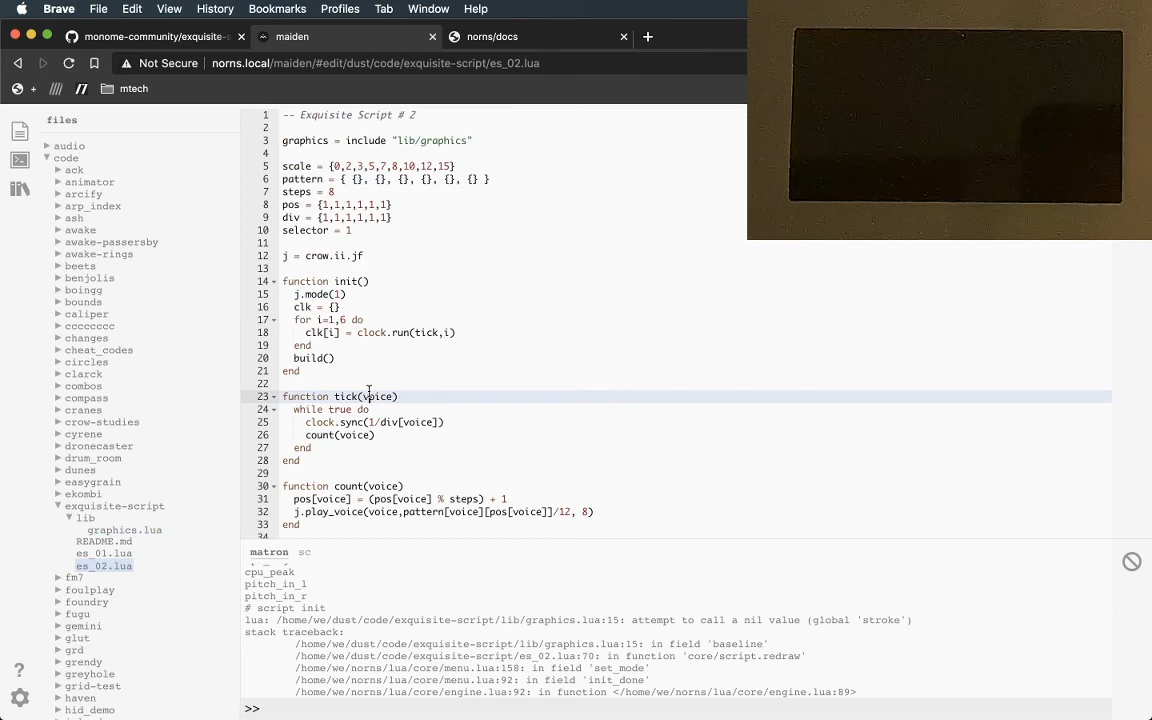 Brave File Edit View History Bookmarks Profiles Tab Window Help
monome-community/exquisite-s maiden norns/docs
Not Secure norns.local/maiden/#edit/dust/code/exquisite-script/es_02.lua
mtech
files
audio
code
ack
animator
arcify
arp_index
ash
awake
awake-passersby
awake-rings
beets
benjolis
boingg
bounds
caliper
cccccccc
changes
cheat_codes
circles
clarck
combos
compass
cranes
crow-studies
cyrene
dronecaster
drum_room
dunes
easygrain
ekombi
exquisite-script
lib
graphics.lua
README.md
es_01.lua
es_02.lua
fm7
foulplay
foundry
fugu
gemini
glut
grd
grendy
greyhole
grid-test
haven
hid_demo
1 -- Exquisite Script # 2
2
3 graphics = include "lib/graphics"
4
5 scale = {0,2,3,5,7,8,10,12,15}
6 pattern = { {}, {}, {}, {}, {}, {} }
7 steps = 8
8 pos = {1,1,1,1,1,1}
9 div = {1,1,1,1,1,1}
10 selector = 1
11
12 j = crow.ii.jf
13
14 function init()
15 j.mode(1)
16 clk = {}
17 for i=1,6 do
18 clk[i] = clock.run(tick,i)
19 end
20 build()
21 end
22
23 function tick(voice)
24 while true do
25 clock.sync(1/div[voice])
26 count(voice)
27 end
28 end
29
30 function count(voice)
31 pos[voice] = (pos[voice] % steps) + 1
32 j.play_voice(voice,pattern[voice][pos[voice]]/12, 8)
33 end
34
matron sc
cpu_peak
pitch_in_l
pitch_in_r
# script init
lua: /home/we/dust/code/exquisite-script/lib/graphics.lua:15: attempt to call a nil value (global 'stroke')
stack traceback:
/home/we/dust/code/exquisite-script/lib/graphics.lua:15: in field 'baseline'
/home/we/dust/code/exquisite-script/es_02.lua:70: in function 'core/script.redraw'
/home/we/norns/lua/core/menu.lua:158: in field 'set_mode'
/home/we/norns/lua/core/menu.lua:92: in field 'init_done'
/home/we/norns/lua/core/engine.lua:92: in function </home/we/norns/lua/core/engine.lua:89>
>>